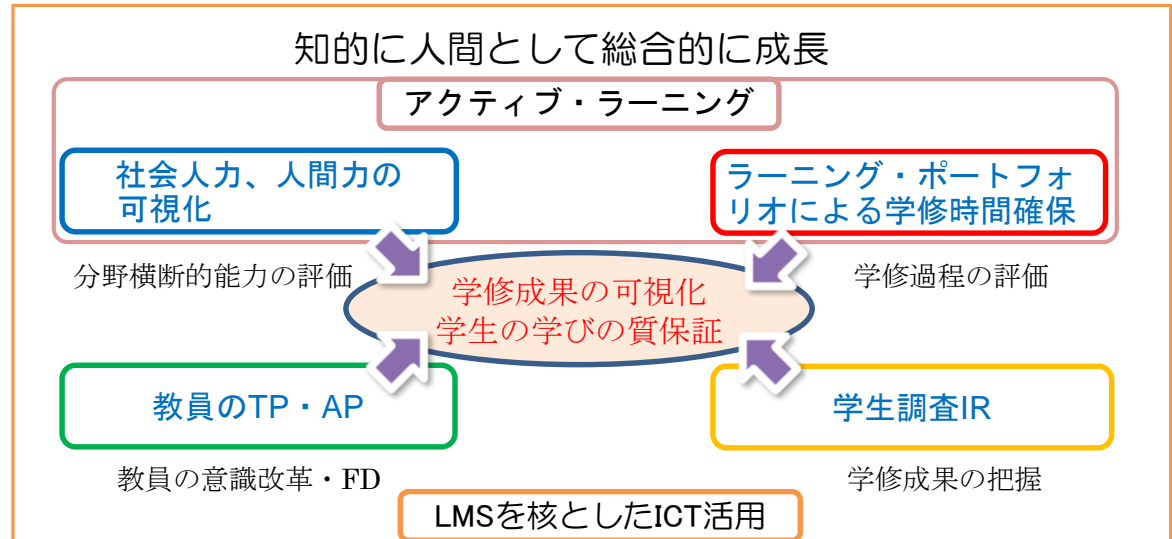 知的に人間として総合的に成長
アクティブ・ラーニング
社会人力、人間力の
可視化
ラーニング・ポートフォ
リオによる学修時間確保
分野横断的能力の評価
学修過程の評価
学修成果の可視化
学生の学びの質保証
教員のTP・AP
学生調査IR
教員の意識改革・FD
学修成果の把握
LMSを核としたICT活用